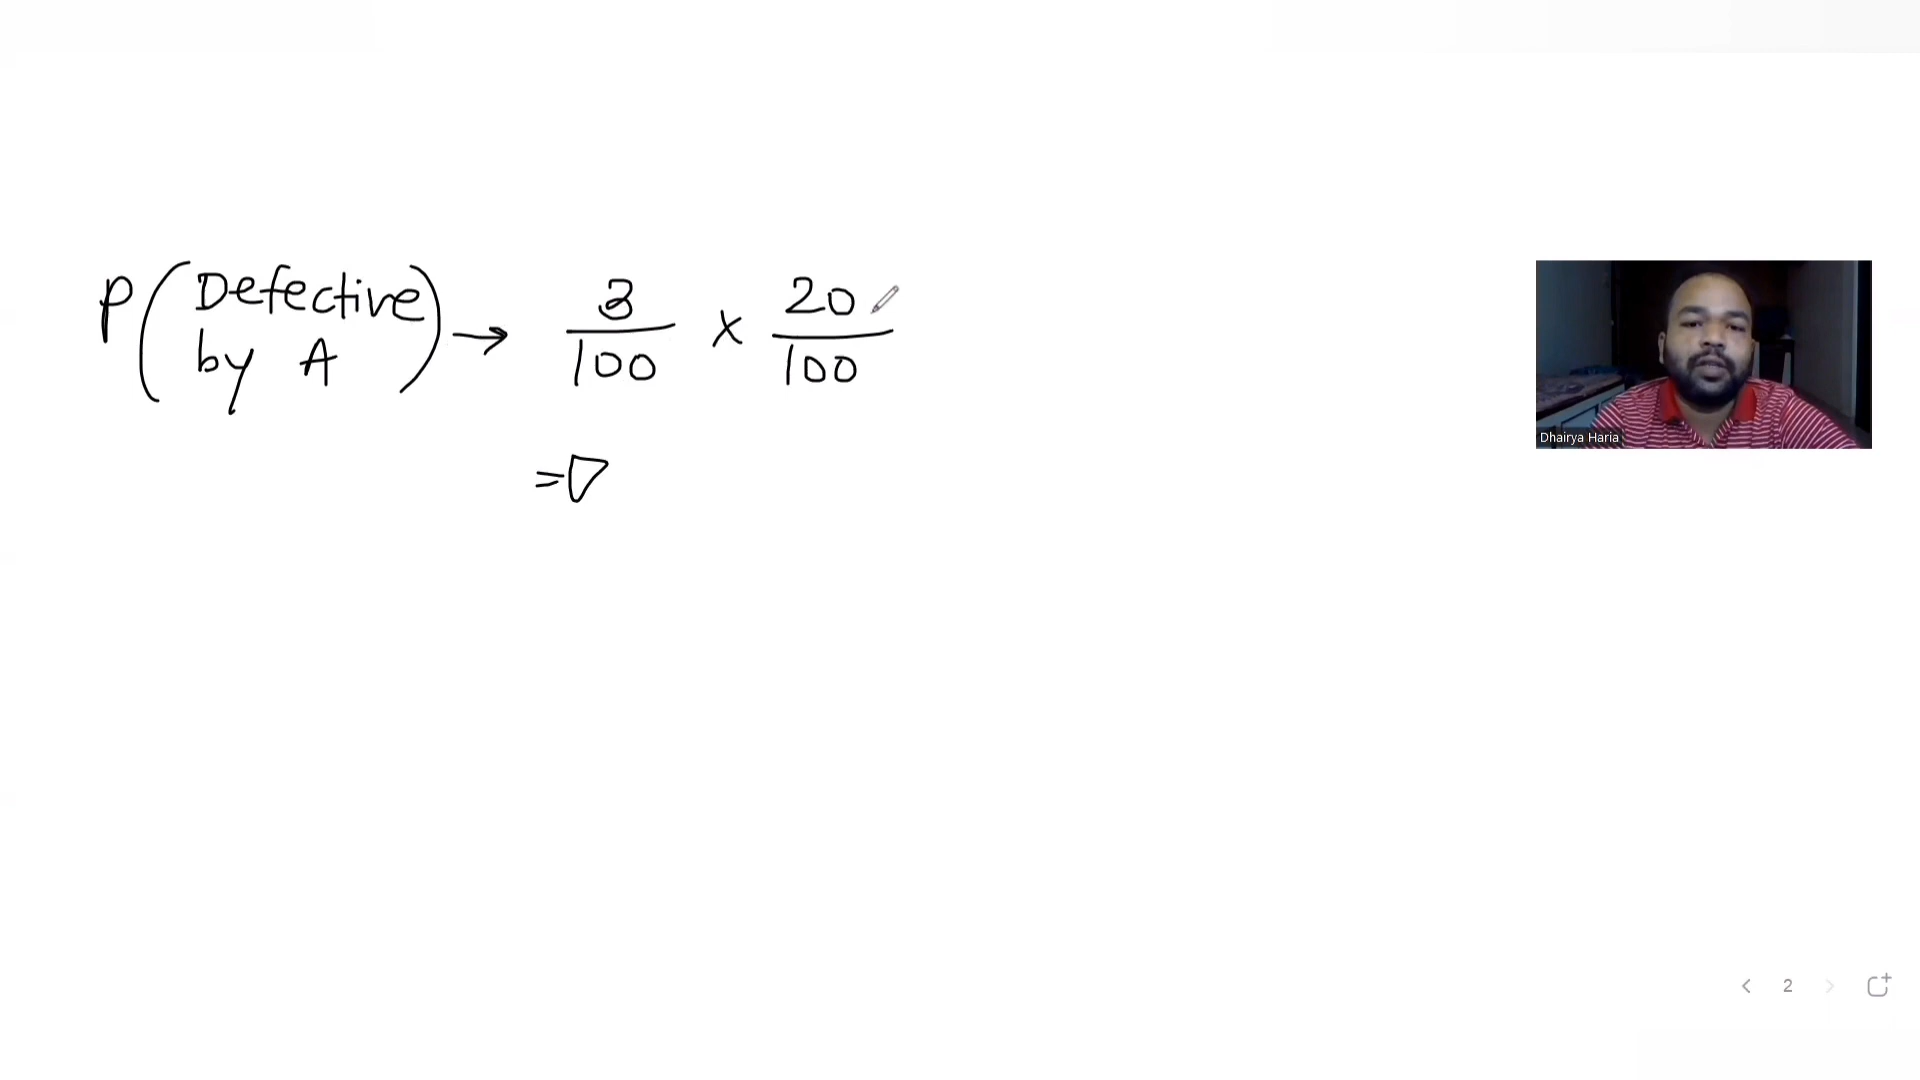 P(Defective by A) → 3/100 x 20/100
=
Dhairya Haria
2